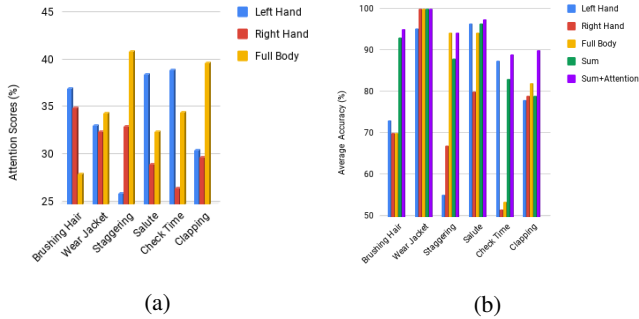 Attention Scores (%)
45
40
35
30
25
Brushing Hair
Wear Jacket
Staggering
Salute
Check Time
Clapping
Left Hand
Right Hand
Full Body
(a)
Average Accuracy (%)
100
90
80
70
60
50
Brushing Hair
Wear Jacket
Staggering
Salute
Check Time
Clapping
Left Hand
Right Hand
Full Body
Sum
Sum+Attention
(b)